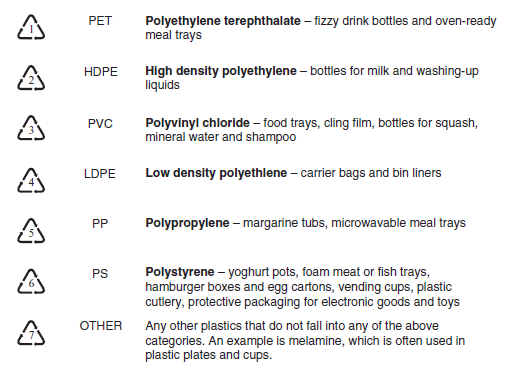 1 PET Polyethylene terephthalate – fizzy drink bottles and oven-ready
meal trays
2 HDPE High density polyethylene – bottles for milk and washing-up
liquids
3 PVC Polyvinyl chloride – food trays, cling film, bottles for squash,
mineral water and shampoo
4 LDPE Low density polyethlene – carrier bags and bin liners
5 PP Polypropylene – margarine tubs, microwavable meal trays
6 PS Polystyrene – yoghurt pots, foam meat or fish trays,
hamburger boxes and egg cartons, vending cups, plastic
cutlery, protective packaging for electronic goods and toys
7 OTHER Any other plastics that do not fall into any of the above
categories. An example is melamine, which is often used in
plastic plates and cups.